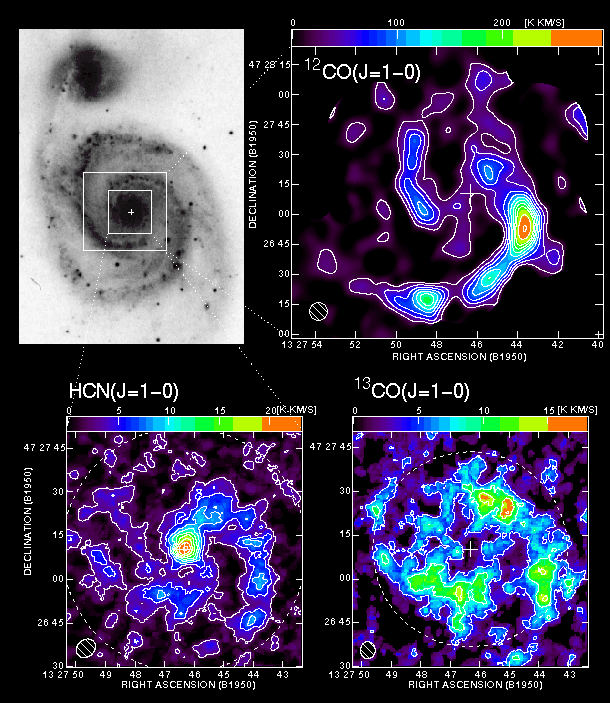 0 100 200 [K KM/S]
12CO(J=1-0)
DECLINATION (B1950)
47 28 15
00
27 45
30
15
00
26 45
30
15
00
13 27 54 50 48 46 44 42 40
RIGHT ASCENSION (B1950)
HCN(J=1-0)
0 5 10 15 20[K·KM/S]
DECLINATION (B1950)
47 27 45
30
15
00
26 45
30
13 27 50 49 48 47 46 45 44 43
RIGHT ASCENSION (B1950)
13CO(J=1-0)
0 5 10 15 [K KM/S]
47 27 45
30
15
00
26 45
30
13 27 50 49 48 47 46 45 44 43
RIGHT ASCENSION (B1950)